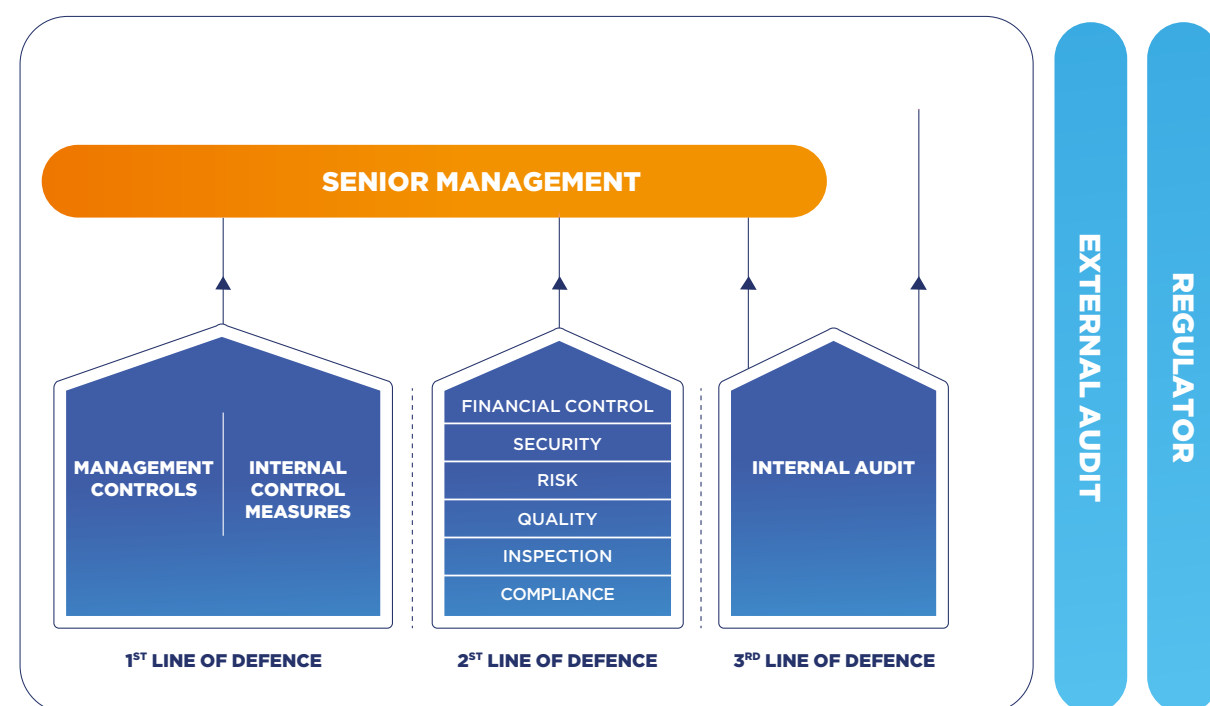 SENIOR MANAGEMENT
MANAGEMENT
CONTROLS
INTERNAL
CONTROL
MEASURES
FINANCIAL CONTROL
SECURITY
RISK
QUALITY
INSPECTION
COMPLIANCE
INTERNAL AUDIT
1ST LINE OF DEFENCE
2ST LINE OF DEFENCE
3RD LINE OF DEFENCE
EXTERNAL AUDIT
REGULATOR